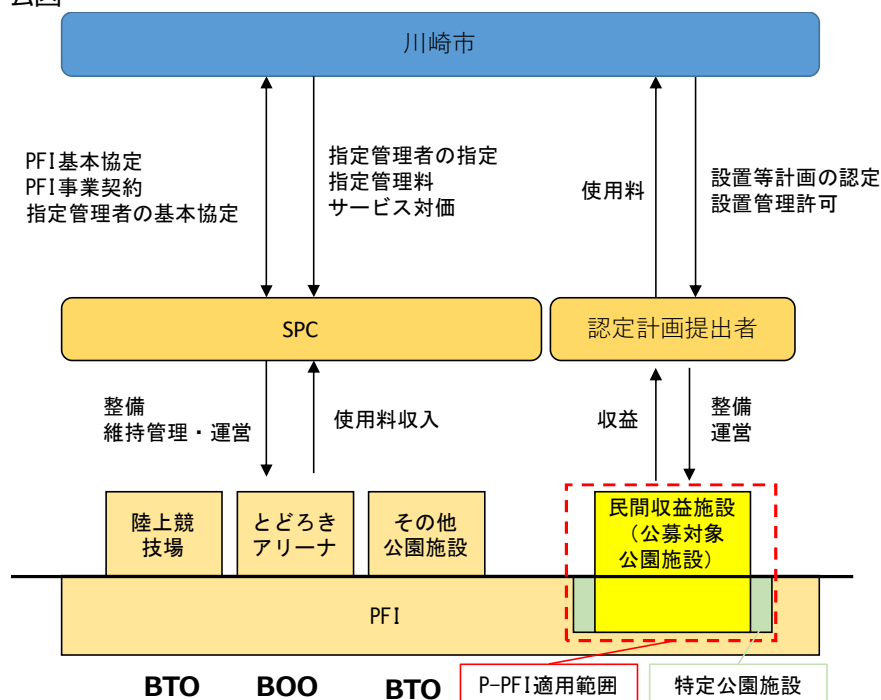 川崎市
PFI基本協定
PFI事業契約
指定管理者の基本協定
指定管理者の指定
指定管理料
サービス対価
使用料
設置等計画の認定
設置管理許可
SPC
認定計画提出者
整備
維持管理・運営
使用料収入
収益
整備
運営
陸上競
技場
とどろき
アリーナ
その他
公園施設
民間収益施設
（公募対象
公園施設）
PFI
BTO
BOO
BTO
P-PFI適用範囲
特定公園施設